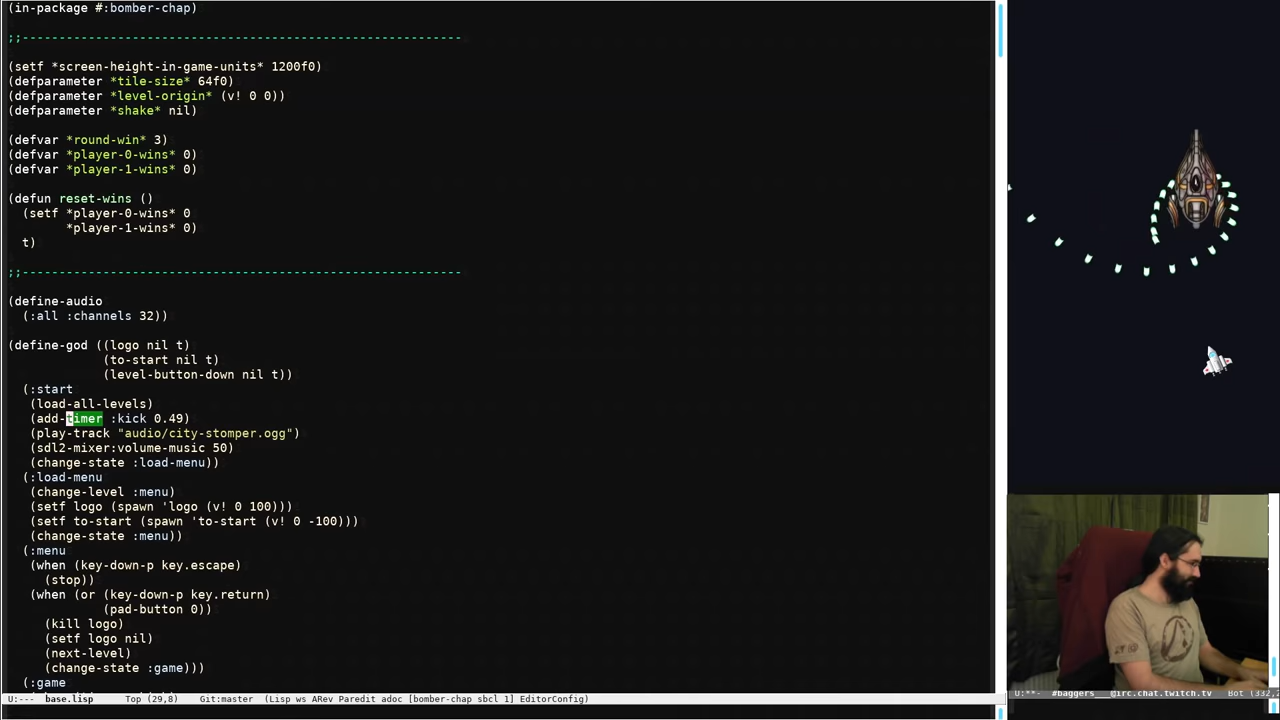 (in-package #:bomber-chap)
;;------------------------------------------------------------
(setf *screen-height-in-game-units* 1200f0)
(defparameter *tile-size* 64f0)
(defparameter *level-origin* (v! 0 0))
(defparameter *shake* nil)
(defvar *round-win* 3)
(defvar *player-0-wins* 0)
(defvar *player-1-wins* 0)
(defun reset-wins ()
  (setf *player-0-wins* 0
        *player-1-wins* 0)
  t)
;;------------------------------------------------------------
(define-audio
  (:all :channels 32))
(define-god ((logo nil t)
             (to-start nil t)
             (level-button-down nil t))
  (:start
   (load-all-levels)
   (add-timer :kick 0.49)
   (play-track "audio/city-stomper.ogg")
   (sdl2-mixer:volume-music 50)
   (change-state :load-menu))
  (:load-menu
   (change-level :menu)
   (setf logo (spawn 'logo (v! 0 100)))
   (setf to-start (spawn 'to-start (v! 0 -100)))
   (change-state :menu))
  (:menu
   (when (key-down-p key.escape)
     (stop))
   (when (or (key-down-p key.return)
             (pad-button 0))
     (kill logo)
     (setf logo nil)
     (next-level)
     (change-state :game)))
  (:game
U:---  base.lisp      Top (29,8)    Git:master  (Lisp ws ARev Paredit adoc [bomber-chap sbcl 1] EditorConfig)
U:**-  #baggers___@irc.chat.twitch.tv   Bot (332,2